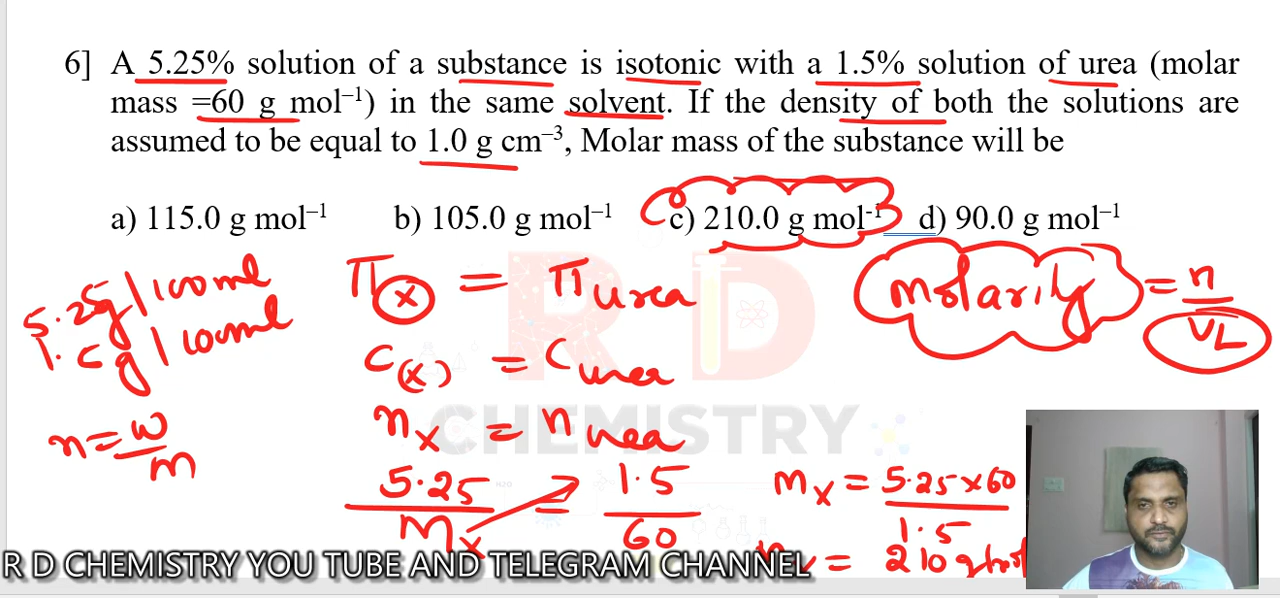 6] A 5.25% solution of a substance is isotonic with a 1.5% solution of urea (molar
mass =60 g mol⁻¹) in the same solvent. If the density of both the solutions are
assumed to be equal to 1.0 g cm⁻³, Molar mass of the substance will be
a) 115.0 g mol⁻¹ b) 105.0 g mol⁻¹ c) 210.0 g mol⁻¹ d) 90.0 g mol⁻¹
5.25g/100ml
g/100ml
n=w/m
π(x) = π urea
C(x) = C urea
n x = n urea
5.25/Mx = 1.5/60
molarity = n/VL
Mx = 5.25×60/1.5
= 210 g/mol
RD
CHEMISTRY
R D CHEMISTRY YOU TUBE AND TELEGRAM CHANNEL